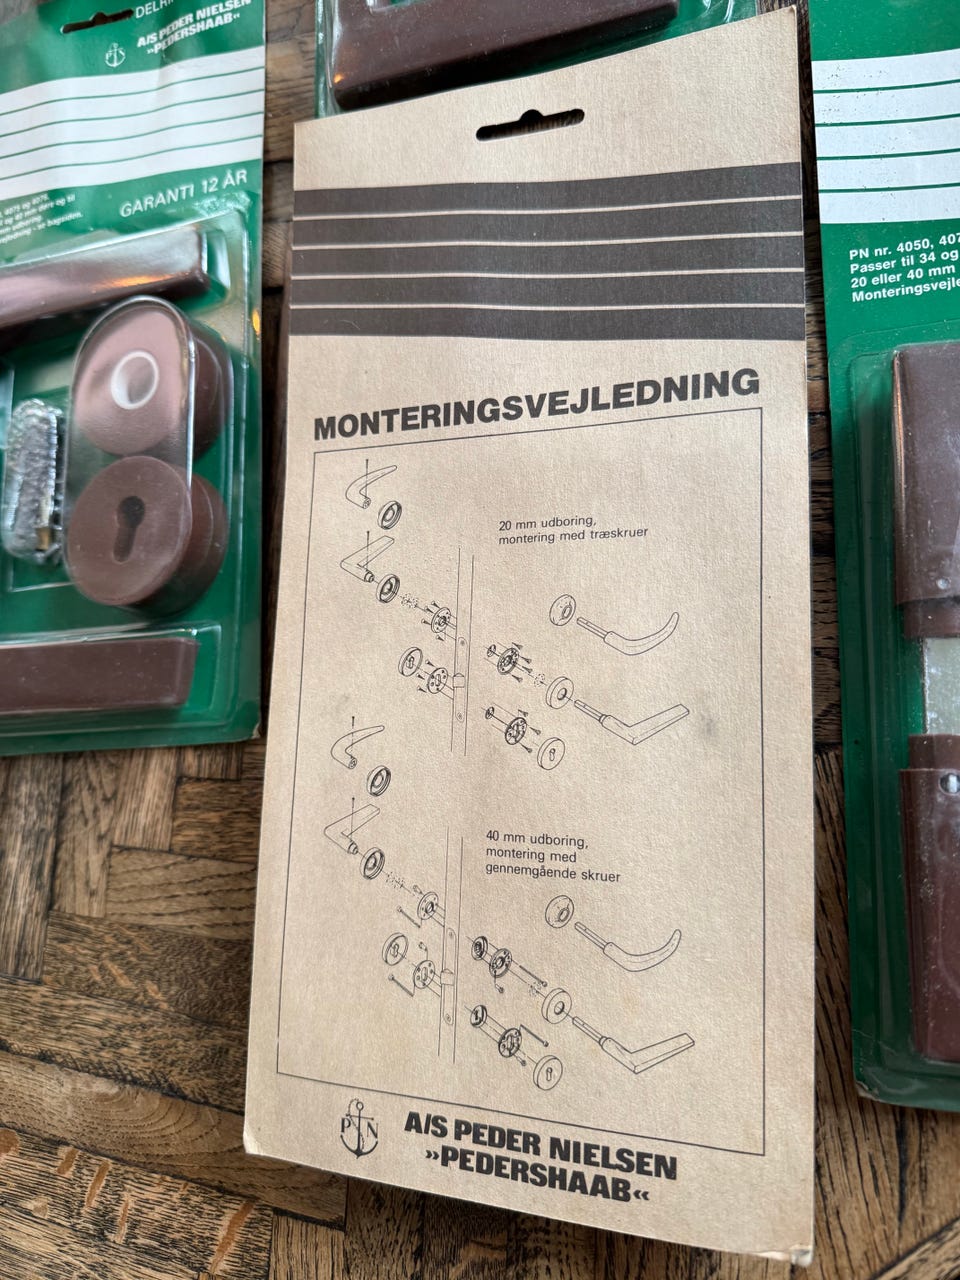 A/S PEDER NIELSEN
»PEDERSHAAB«
GARANTI 12 ÅR
PN nr. 4050, 407
Passer til 34 og
20 eller 40 mm
Monteringsvejle
MONTERINGSVEJLEDNING
20 mm udboring,
montering med træskruer
40 mm udboring,
montering med
gennemgående skruer
P N
A/S PEDER NIELSEN
»PEDERSHAAB«